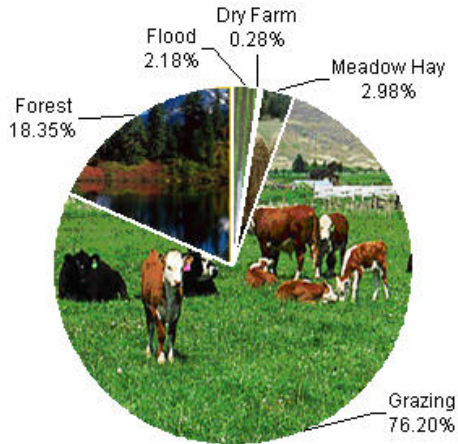 Dry Farm
0.28%
Flood
2.18%
Meadow Hay
2.98%
Forest
18.35%
Grazing
76.20%